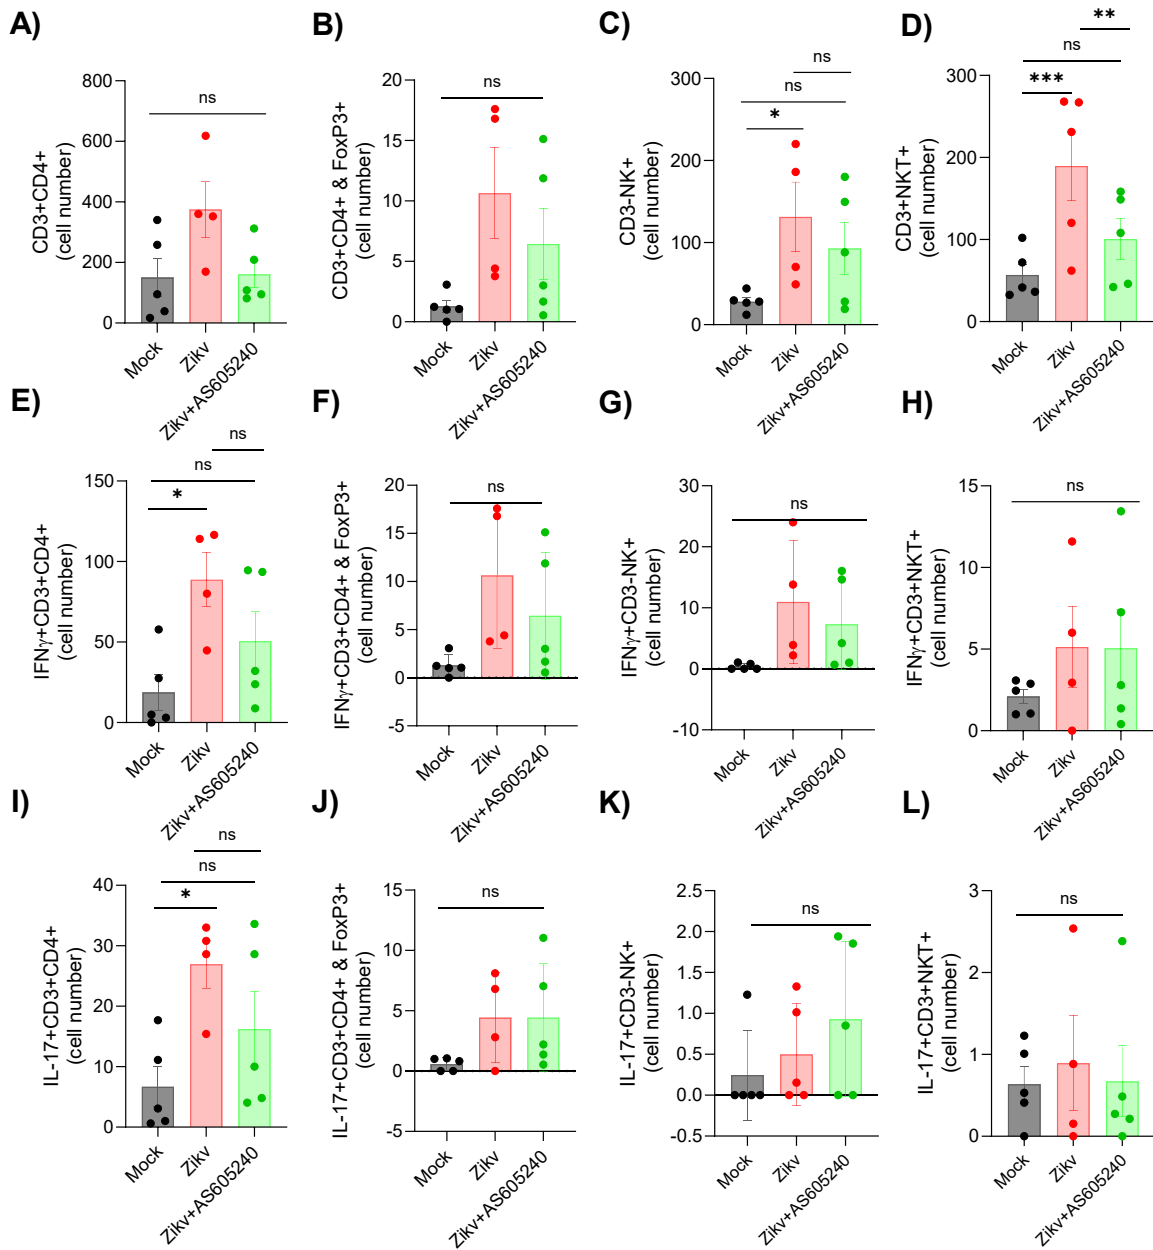 A)
CD3+CD4+
(cell number)
800
600
400
200
0
ns
Mock
Zikv
Zikv+AS605240
B)
CD3+CD4+ & FoxP3+
(cell number)
20
15
10
5
0
ns
Mock
Zikv
Zikv+AS605240
C)
CD3-NK+
(cell number)
300
200
100
0
ns
ns
*
Mock
Zikv
Zikv+AS605240
D)
CD3+NKT+
(cell number)
300
200
100
0
**
ns
***
Mock
Zikv
Zikv+AS605240
E)
IFNγ+CD3+CD4+
(cell number)
150
100
50
0
ns
ns
*
Mock
Zikv
Zikv+AS605240
F)
IFNγ+CD3+CD4+ & FoxP3+
(cell number)
20
15
10
5
0
-5
ns
Mock
Zikv
Zikv+AS605240
G)
IFNγ+CD3-NK+
(cell number)
30
20
10
0
-10
ns
Mock
Zikv
Zikv+AS605240
H)
IFNγ+CD3+NKT+
(cell number)
15
10
5
0
ns
Mock
Zikv
Zikv+AS605240
I)
IL-17+CD3+CD4+
(cell number)
40
30
20
10
0
ns
ns
*
Mock
Zikv
Zikv+AS605240
J)
IL-17+CD3+CD4+ & FoxP3+
(cell number)
15
10
5
0
-5
ns
Mock
Zikv
Zikv+AS605240
K)
IL-17+CD3-NK+
(cell number)
2.5
2.0
1.5
1.0
0.5
0.0
-0.5
ns
Mock
Zikv
Zikv+AS605240
L)
IL-17+CD3+NKT+
(cell number)
3
2
1
0
ns
Mock
Zikv
Zikv+AS605240